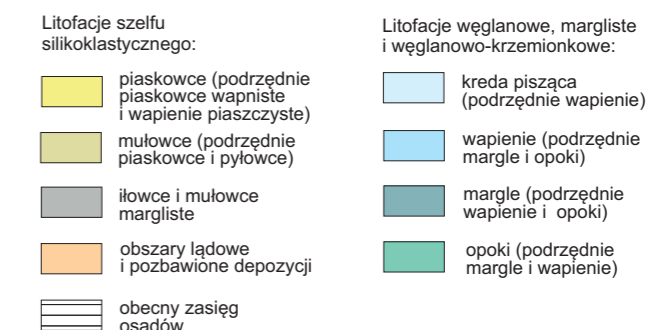 Litofacje szelfu
silikoklastycznego:
piaskowce (podrzędnie
piaskowce wapniste
i wapienie piaszczyste)
mułowce (podrzędnie
piaskowce i pyłowce)
iłowce i mułowce
margliste
obszary lądowe
i pozbawione depozycji
obecny zasięg
osadów
Litofacje węglanowe, margliste
i węglanowo-krzemionkowe:
kreda pisząca
(podrzędnie wapienie)
wapienie (podrzędnie
margle i opoki)
margle (podrzędnie
wapienie i opoki)
opoki (podrzędnie
margle i wapienie)